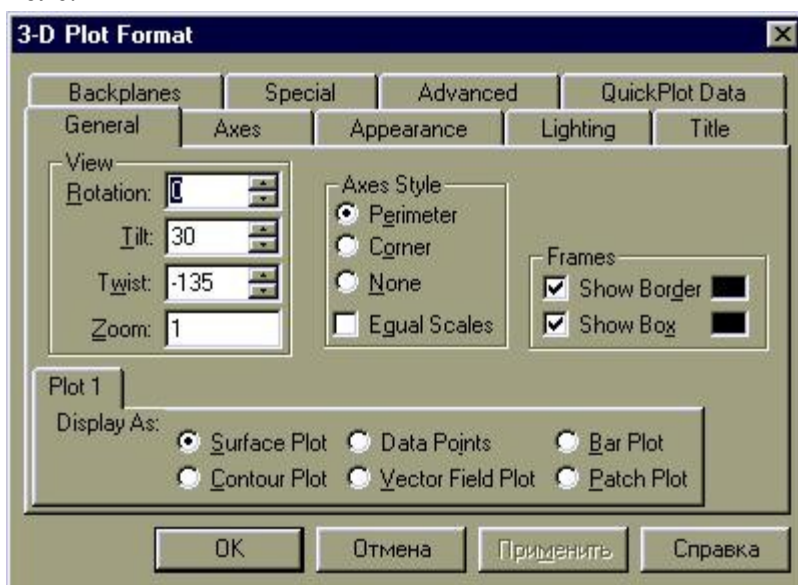 3-D Plot Format
Backplanes Special Advanced QuickPlot Data
General Axes Appearance Lighting Title
View
Rotation: 0
Tilt: 30
Twist: -135
Zoom: 1
Axes Style
Perimeter
Corner
None
Equal Scales
Frames
Show Border
Show Box
Plot 1
Display As:
Surface Plot Data Points Bar Plot
Contour Plot Vector Field Plot Patch Plot
OK Отмена Применить Справка